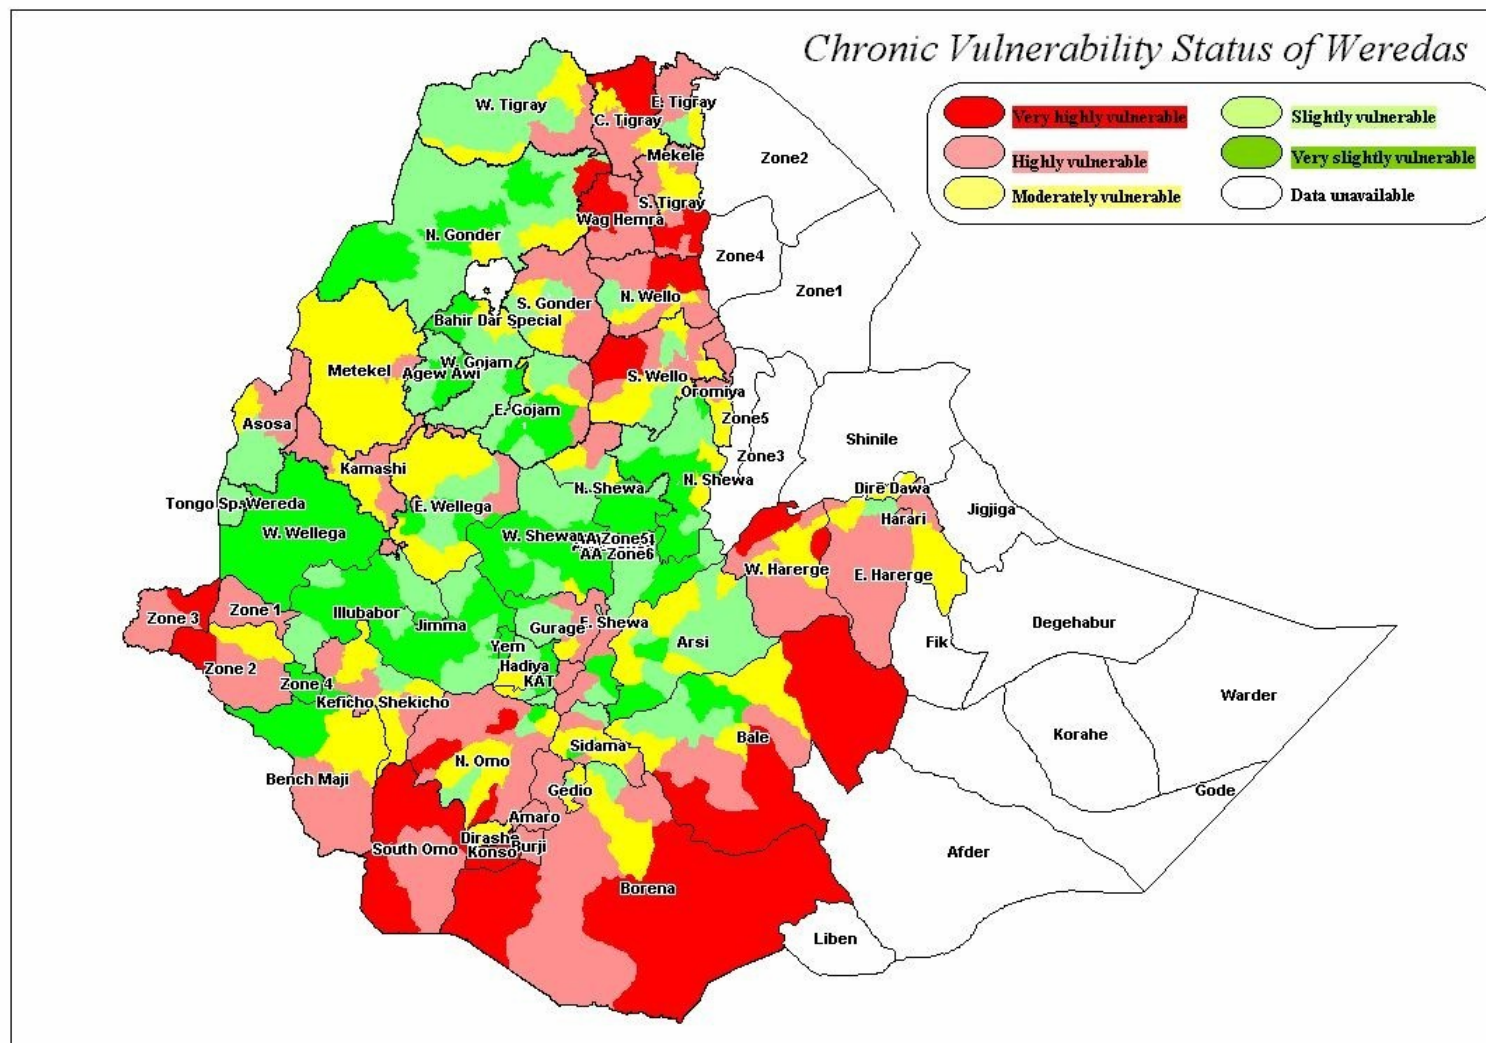 Chronic Vulnerability Status of Weredas
Very highly vulnerable
Slightly vulnerable
Highly vulnerable
Very slightly vulnerable
Moderately vulnerable
Data unavailable
W. Tigray
E. Tigray
C. Tigray
Mekele
Zone2
S. Tigray
Wag Hemra
N. Gonder
Zone4
Zone1
N. Wello
S. Gonder
Bahir Dar Special
W. Gojam
Metekel
Agew Awi
S. Wello
Oromiya
E. Gojam
Zone5
Asosa
Shinile
Zone3
Kamashi
N. Shewa
N. Shewa
Dire Dawa
Tongo Sp. Wereda
E. Wellega
Harari
Jigjiga
W. Wellega
W. Shewa
AA Zone6
W. Harerge
E. Harerge
Zone 3
Zone 1
Illubabor
Jimma
Gurage
E. Shewa
Arsi
Fik
Degehabur
Yem
Hadiya
Zone 2
Zone 4
KAT
Keficho Shekicho
Warder
Korahe
Bale
Sidama
N. Omo
Bench Maji
Gedio
Gode
Amaro
Dirashe
Burji
South Omo
Konso
Afder
Borena
Liben